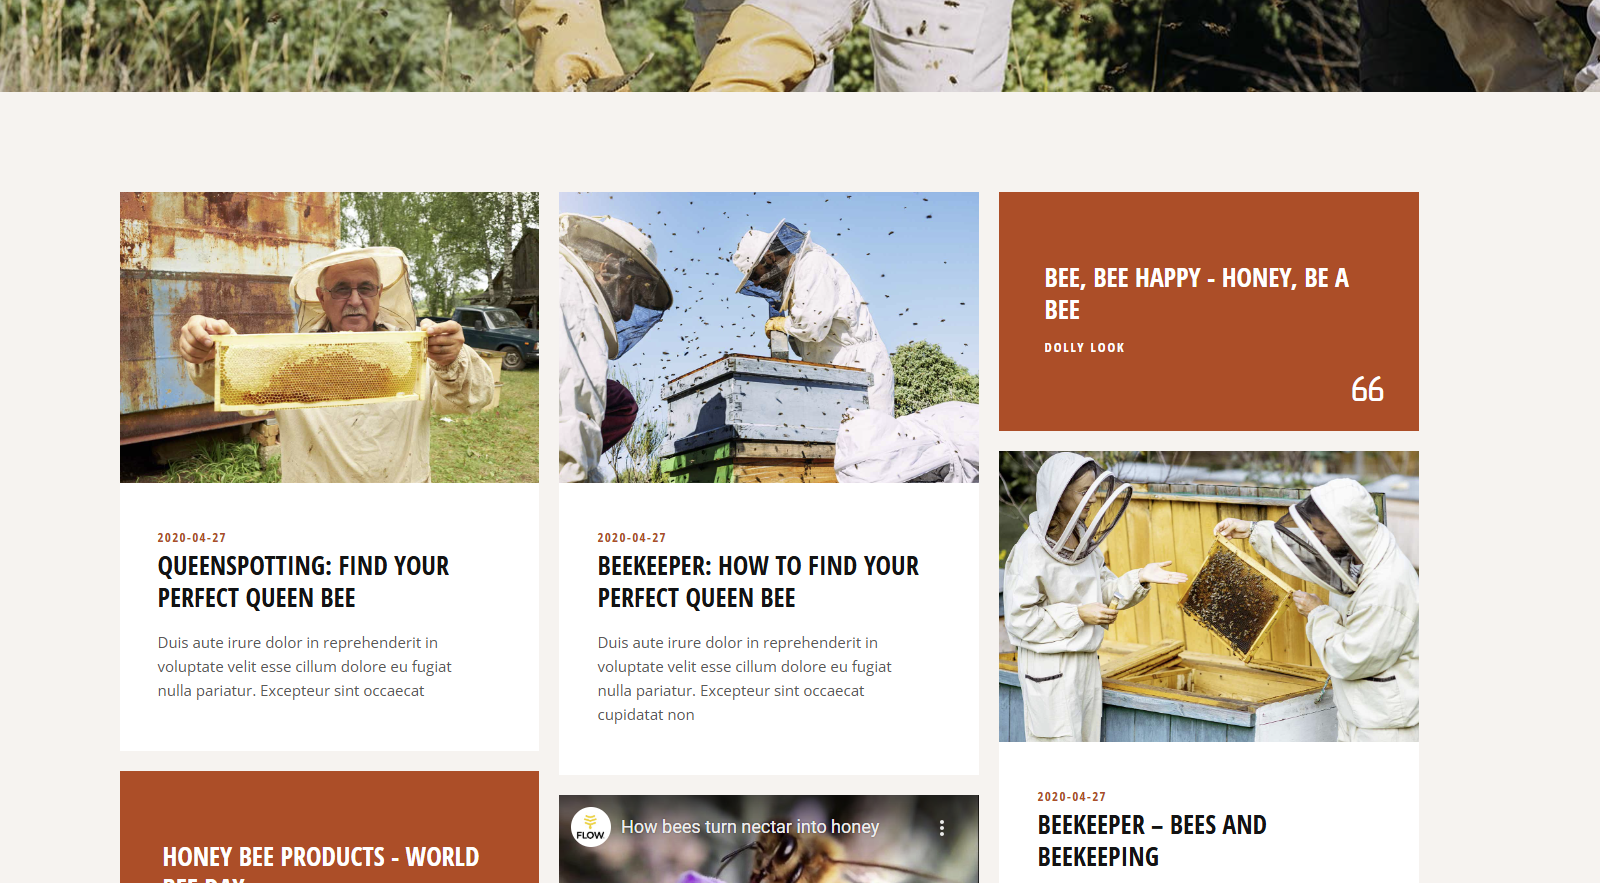 2020-04-27
QUEENSPOTTING: FIND YOUR
PERFECT QUEEN BEE
Duis aute irure dolor in reprehenderit in
voluptate velit esse cillum dolore eu fugiat
nulla pariatur. Excepteur sint occaecat
HONEY BEE PRODUCTS - WORLD
BEE DAY
2020-04-27
BEEKEEPER: HOW TO FIND YOUR
PERFECT QUEEN BEE
Duis aute irure dolor in reprehenderit in
voluptate velit esse cillum dolore eu fugiat
nulla pariatur. Excepteur sint occaecat
cupidatat non
FLOW
How bees turn nectar into honey
BEE, BEE HAPPY - HONEY, BE A
BEE
DOLLY LOOK
66
2020-04-27
BEEKEEPER – BEES AND
BEEKEEPING